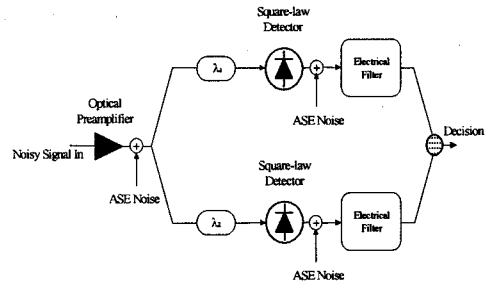 Square-law
Detector
λ₁
Electrical
Filter
Optical
Preamplifier
ASE Noise
Decision
Noisy Signal In
Square-law
Detector
ASE Noise
λ₂
Electrical
Filter
ASE Noise